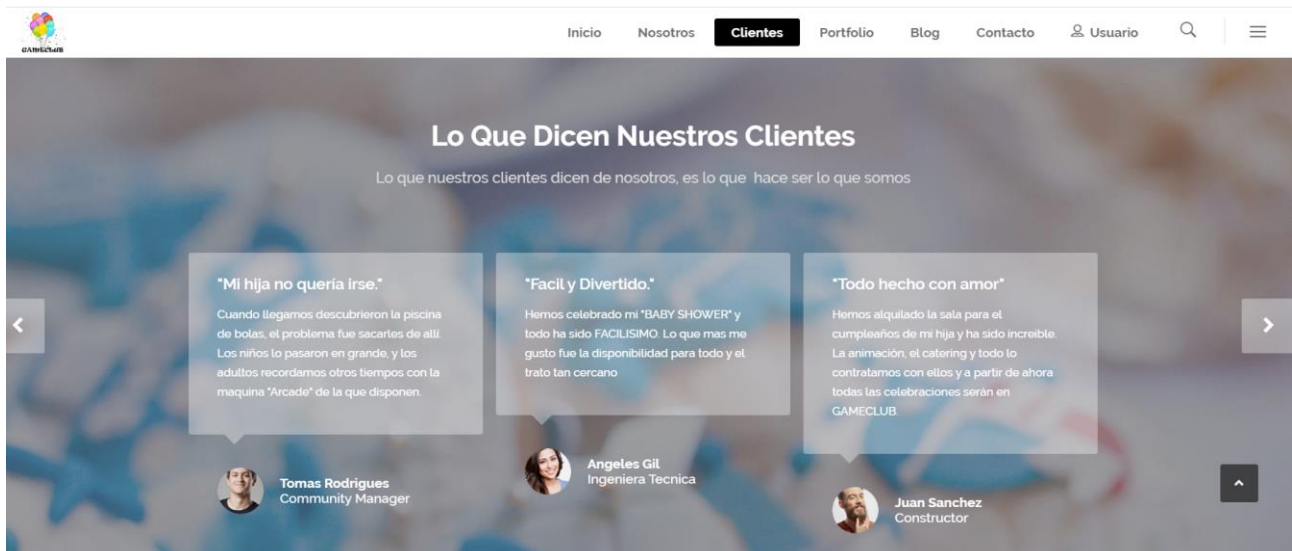 GAMECLUB
Inicio Nosotros Clientes Portfolio Blog Contacto Usuario
Lo Que Dicen Nuestros Clientes
Lo que nuestros clientes dicen de nosotros, es lo que hace ser lo que somos
"Mi hija no quería irse."
Cuando llegamos descubrieron la piscina
de bolas, el problema fue sacarles de allí.
Los niños lo pasaron en grande, y los
adultos recordamos otros tiempos con la
maquina "Arcade" de la que disponen.
Tomas Rodrigues
Community Manager
"Facil y Divertido."
Hemos celebrado mi "BABY SHOWER" y
todo ha sido FACILISIMO. Lo que mas me
gusto fue la disponibilidad para todo y el
trato tan cercano
Angeles Gil
Ingeniera Tecnica
"Todo hecho con amor"
Hemos alquilado la sala para el
cumpleaños de mi hija y ha sido increible.
La animación, el catering y todo lo
contratamos con ellos y a partir de ahora
todas las celebraciones serán en
GAMECLUB.
Juan Sanchez
Constructor